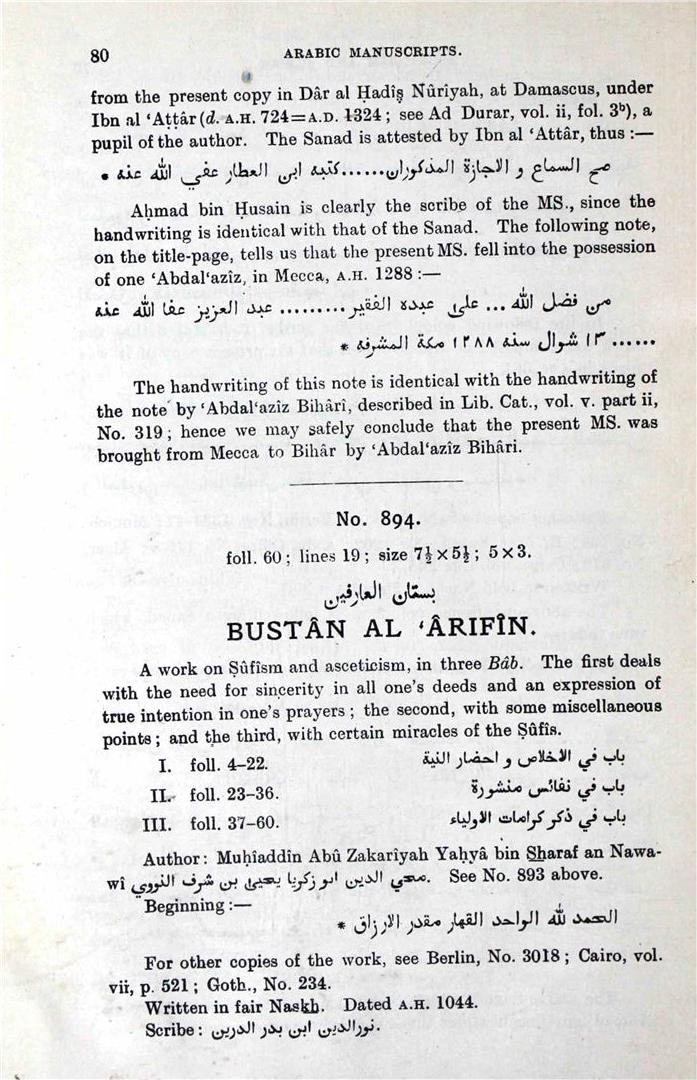 80
ARABIC MANUSCRIPTS.
from the present copy in Dâr al Ḥadîṣ Nûrîyah, at Damascus, under
Ibn al ‘Aṭṭâr (d. A.H. 724=A.D. 1324; see Ad Durar, vol. ii, fol. 3ᵇ), a
pupil of the author. The Sanad is attested by Ibn al ‘Attâr, thus :—
صح السماع و الاجازة المذكوران......كتبه ابن العطار عفي الله عنه •
Aḥmad bin Ḥusain is clearly the scribe of the MS., since the
handwriting is identical with that of the Sanad. The following note,
on the title-page, tells us that the present MS. fell into the possession
of one ‘Abdal‘azîz, in Mecca, A.H. 1288 :—
من فضل الله ... على عبده الفقير.......... عبد العزيز عفا الله عنه
...... ١٣ شوال سنه ١٢٨٨ مكة المشرفه *
The handwriting of this note is identical with the handwriting of
the note by ‘Abdal‘azîz Bihârî, described in Lib. Cat., vol. v. part ii,
No. 319; hence we may safely conclude that the present MS. was
brought from Mecca to Bihâr by ‘Abdal‘azîz Bihâri.
No. 894.
foll. 60; lines 19; size 7½ × 5½; 5 × 3.
بستان العارفين
BUSTÂN AL ‘ÂRIFÎN.
A work on Ṣûfîsm and asceticism, in three Bâb. The first deals
with the need for sincerity in all one's deeds and an expression of
true intention in one's prayers; the second, with some miscellaneous
points; and the third, with certain miracles of the Ṣûfîs.
I. foll. 4–22. باب في الاخلاص و احضار النية
II. foll. 23–36. باب في نفائس منشورة
III. foll. 37–60. باب في ذكر كرامات الاولياء
Author: Muḥîaddîn Abû Zakarîyah Yaḥyâ bin Sharaf an Nawa-
wî محي الدين ابو زكريا يحيى بن شرف النووي. See No. 893 above.
Beginning :—
الحمد لله الواحد القهار مقدر الارزاق *
For other copies of the work, see Berlin, No. 3018; Cairo, vol.
vii, p. 521; Goth., No. 234.
Written in fair Naskh. Dated A.H. 1044.
Scribe: نورالدين ابن بدر الدرين.